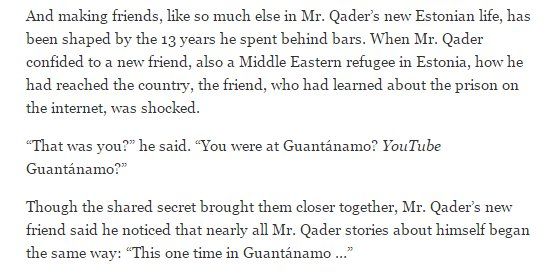 And making friends, like so much else in Mr. Qader’s new Estonian life, has
been shaped by the 13 years he spent behind bars. When Mr. Qader
confided to a new friend, also a Middle Eastern refugee in Estonia, how he
had reached the country, the friend, who had learned about the prison on
the internet, was shocked.
“That was you?” he said. “You were at Guantánamo? YouTube
Guantánamo?”
Though the shared secret brought them closer together, Mr. Qader’s new
friend said he noticed that nearly all Mr. Qader stories about himself began
the same way: “This one time in Guantánamo ...”